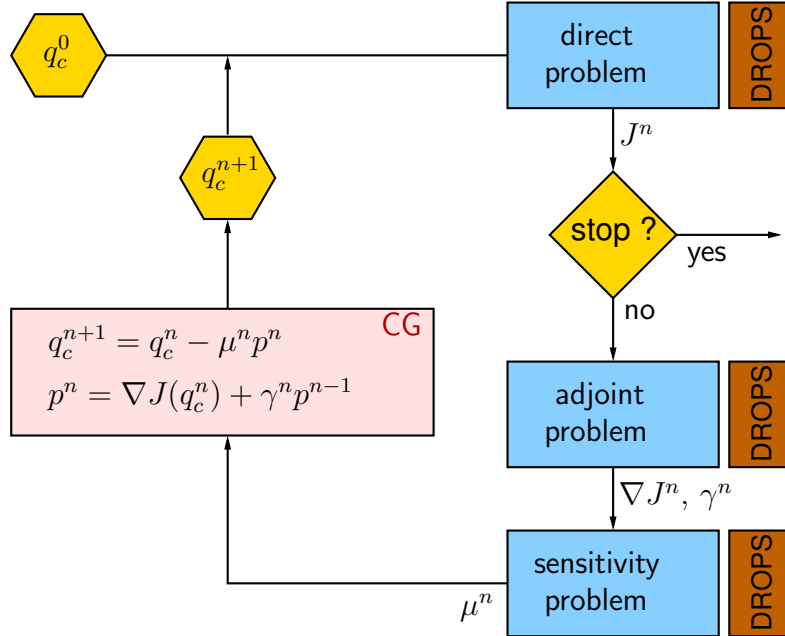 q_c^0
direct
problem
DROPS
J^n
q_c^{n+1}
stop ?
yes
no
CG
q_c^{n+1} = q_c^n − μ^n p^n
p^n = ∇J(q_c^n) + γ^n p^{n−1}
adjoint
problem
DROPS
∇J^n, γ^n
sensitivity
problem
DROPS
μ^n